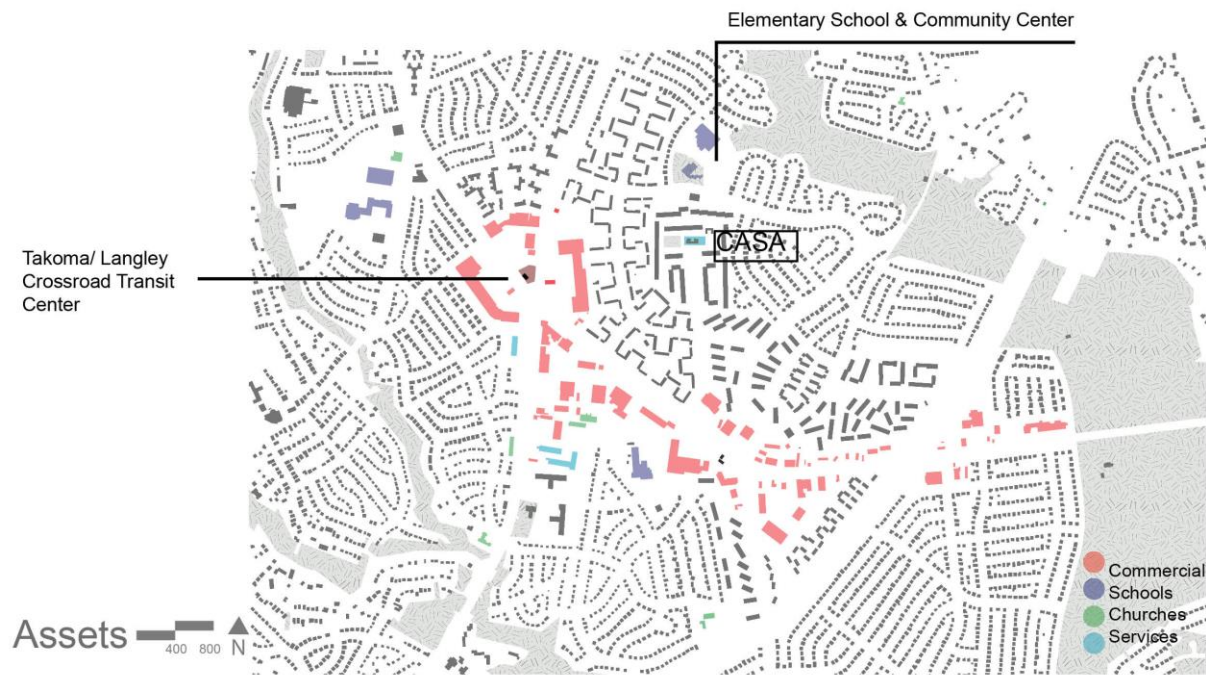 Elementary School & Community Center
CASA
Takoma/ Langley
Crossroad Transit
Center
Commercial
Schools
Churches
Services
Assets
400 800 N